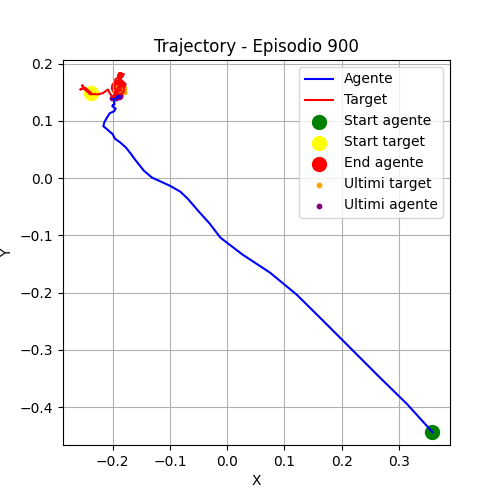 Trajectory - Episodio 900
0.2
0.1
0.0
−0.1
−0.2
−0.3
−0.4
Y
Agente
Target
Start agente
Start target
End agente
Ultimi target
Ultimi agente
−0.2 −0.1 0.0 0.1 0.2 0.3
X